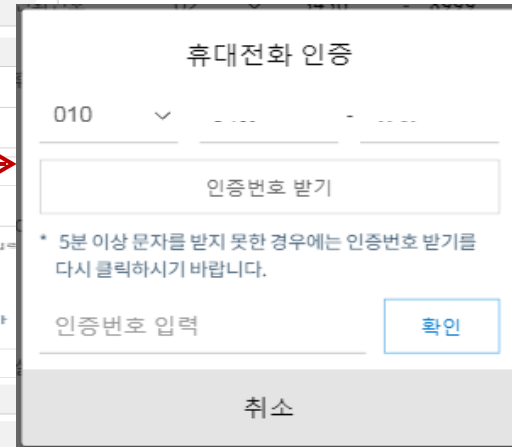 휴대전화 인증
010 -
인증번호 받기
* 5분 이상 문자를 받지 못한 경우에는 인증번호 받기를
다시 클릭하시기 바랍니다.
인증번호 입력 확인
취소